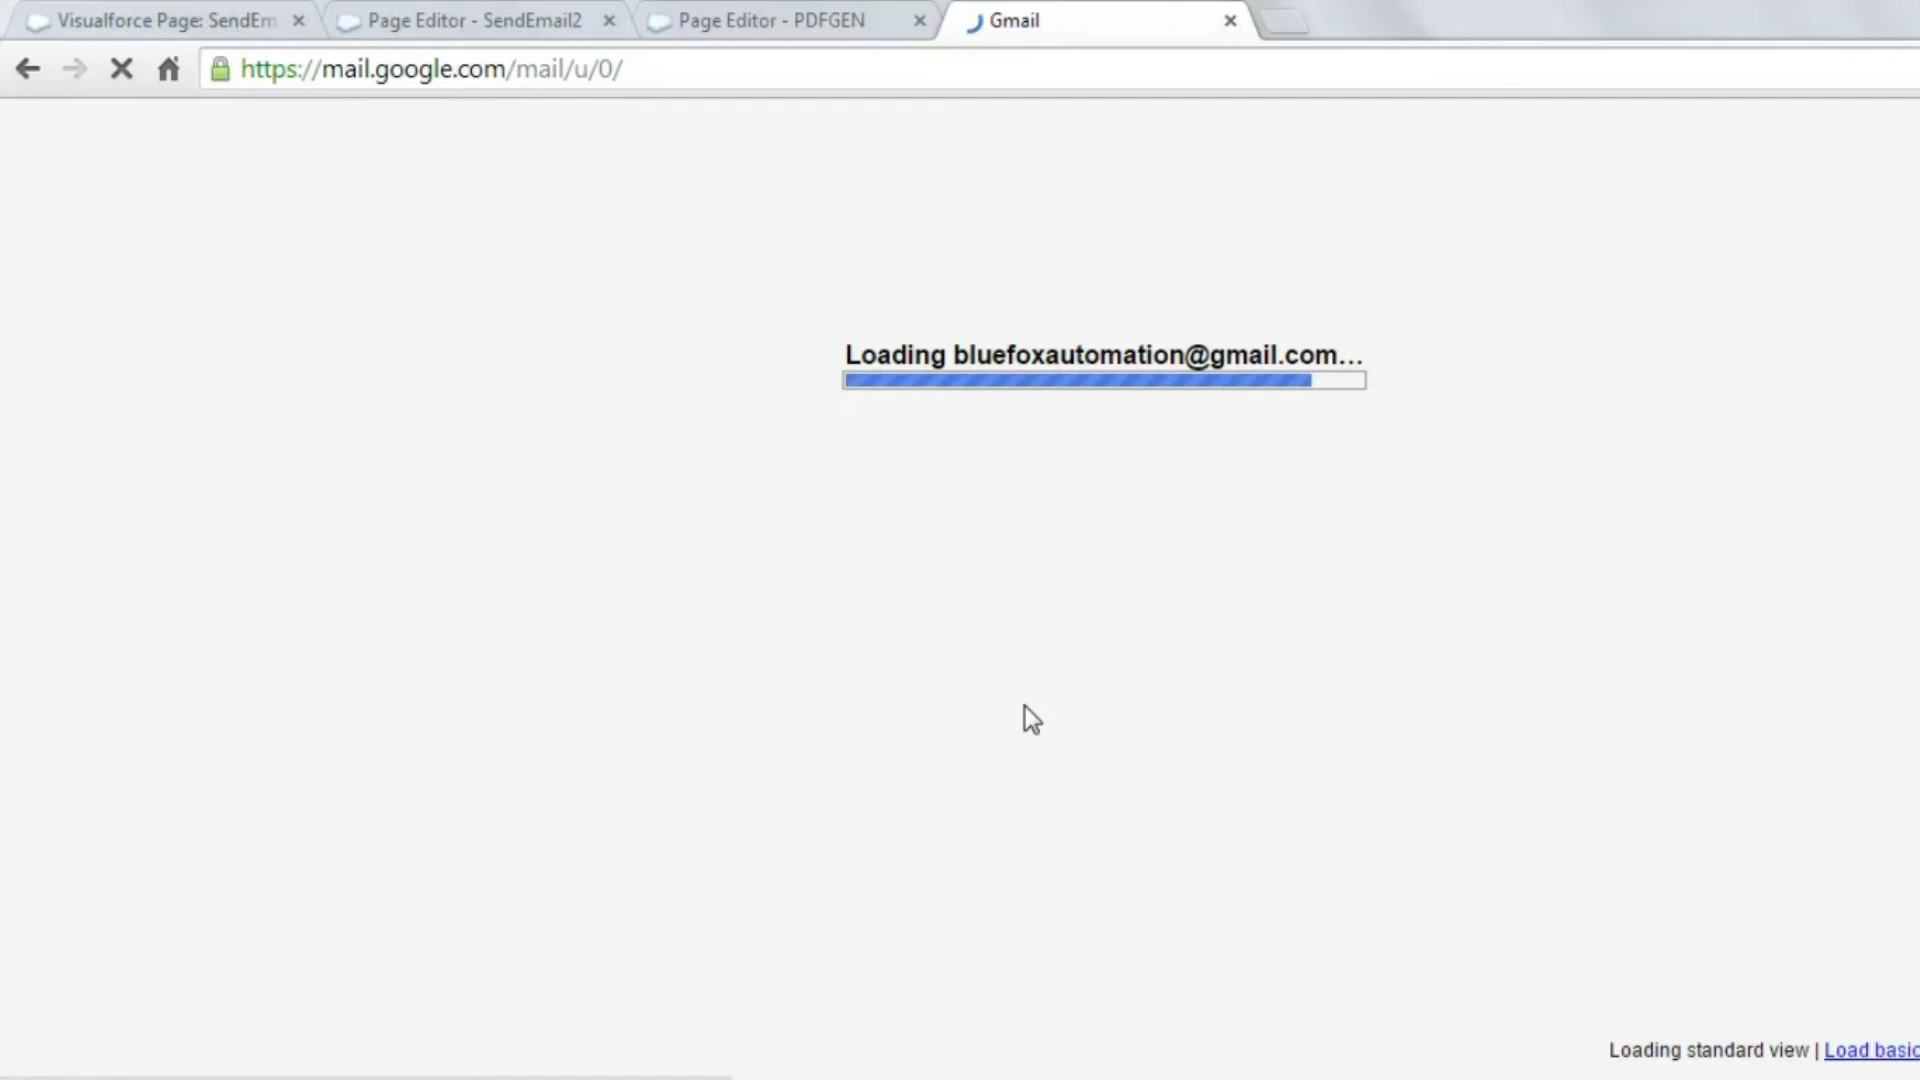 Visualforce Page: SendEm
Page Editor - SendEmail2
Page Editor - PDFGEN
Gmail
https://mail.google.com/mail/u/0/
Loading bluefoxautomation@gmail.com...
Loading standard view | Load basic